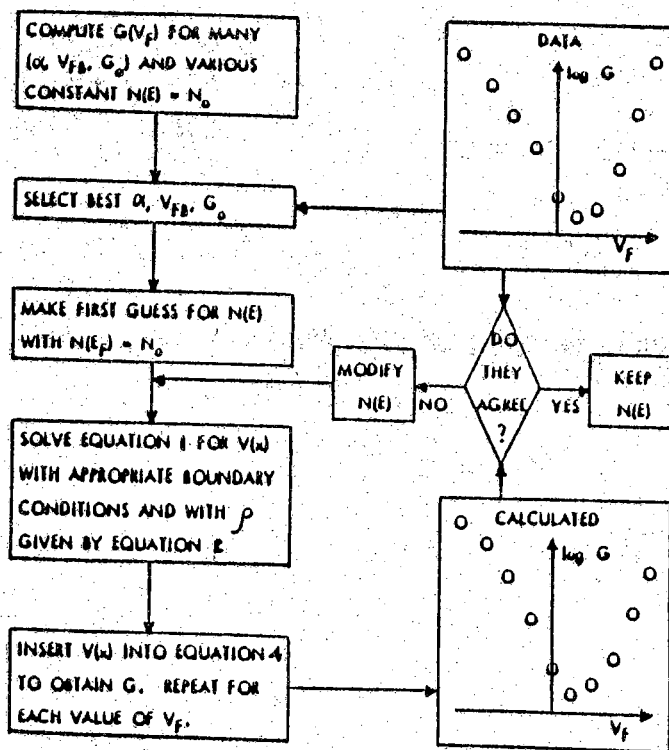 COMPUTE G(V_F) FOR MANY
(α, V_FB, G_o) AND VARIOUS
CONSTANT N(E) = N_o
SELECT BEST α, V_FB, G_o
MAKE FIRST GUESS FOR N(E)
WITH N(E_F) = N_o
SOLVE EQUATION 1 FOR V(x)
WITH APPROPRIATE BOUNDARY
CONDITIONS AND WITH ρ
GIVEN BY EQUATION 2
INSERT V(x) INTO EQUATION 4
TO OBTAIN G. REPEAT FOR
EACH VALUE OF V_F.
DATA
log G
V_F
DO
THEY
AGREE
?
NO
YES
MODIFY
N(E)
KEEP
N(E)
CALCULATED
log G
V_F